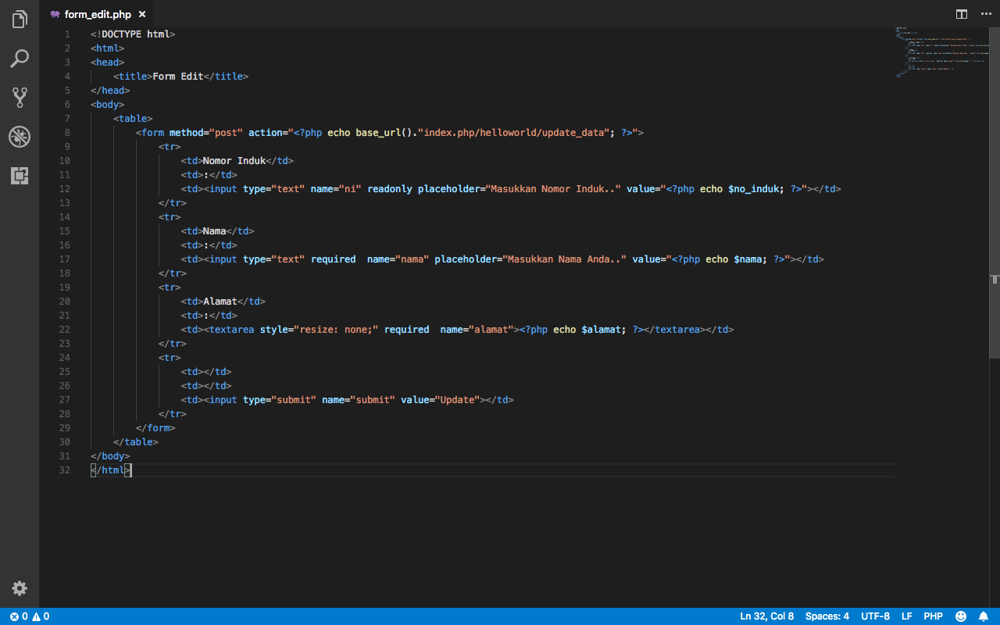 form_edit.php
1 <!DOCTYPE html>
2 <html>
3 <head>
4     <title>Form Edit</title>
5 </head>
6 <body>
7     <table>
8         <form method="post" action="<?php echo base_url()."index.php/helloworld/update_data"; ?>">
9             <tr>
10                 <td>Nomor Induk</td>
11                 <td>:</td>
12                 <td><input type="text" name="ni" readonly placeholder="Masukkan Nomor Induk.." value="<?php echo $no_induk; ?>"></td>
13             </tr>
14             <tr>
15                 <td>Nama</td>
16                 <td>:</td>
17                 <td><input type="text" required  name="nama" placeholder="Masukkan Nama Anda.." value="<?php echo $nama; ?>"></td>
18             </tr>
19             <tr>
20                 <td>Alamat</td>
21                 <td>:</td>
22                 <td><textarea style="resize: none;" required  name="alamat"><?php echo $alamat; ?></textarea></td>
23             </tr>
24             <tr>
25                 <td></td>
26                 <td></td>
27                 <td><input type="submit" name="submit" value="Update"></td>
28             </tr>
29         </form>
30     </table>
31 </body>
32 </html>
0 0 Ln 32, Col 8 Spaces: 4 UTF-8 LF PHP